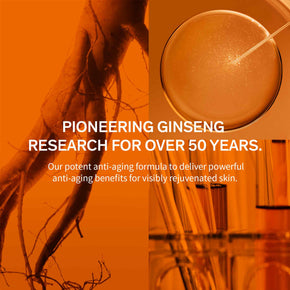 PIONEERING GINSENG
RESEARCH FOR OVER 50 YEARS.
Our potent anti-aging formula to deliver powerful
anti-aging benefits for visibly rejuvenated skin.